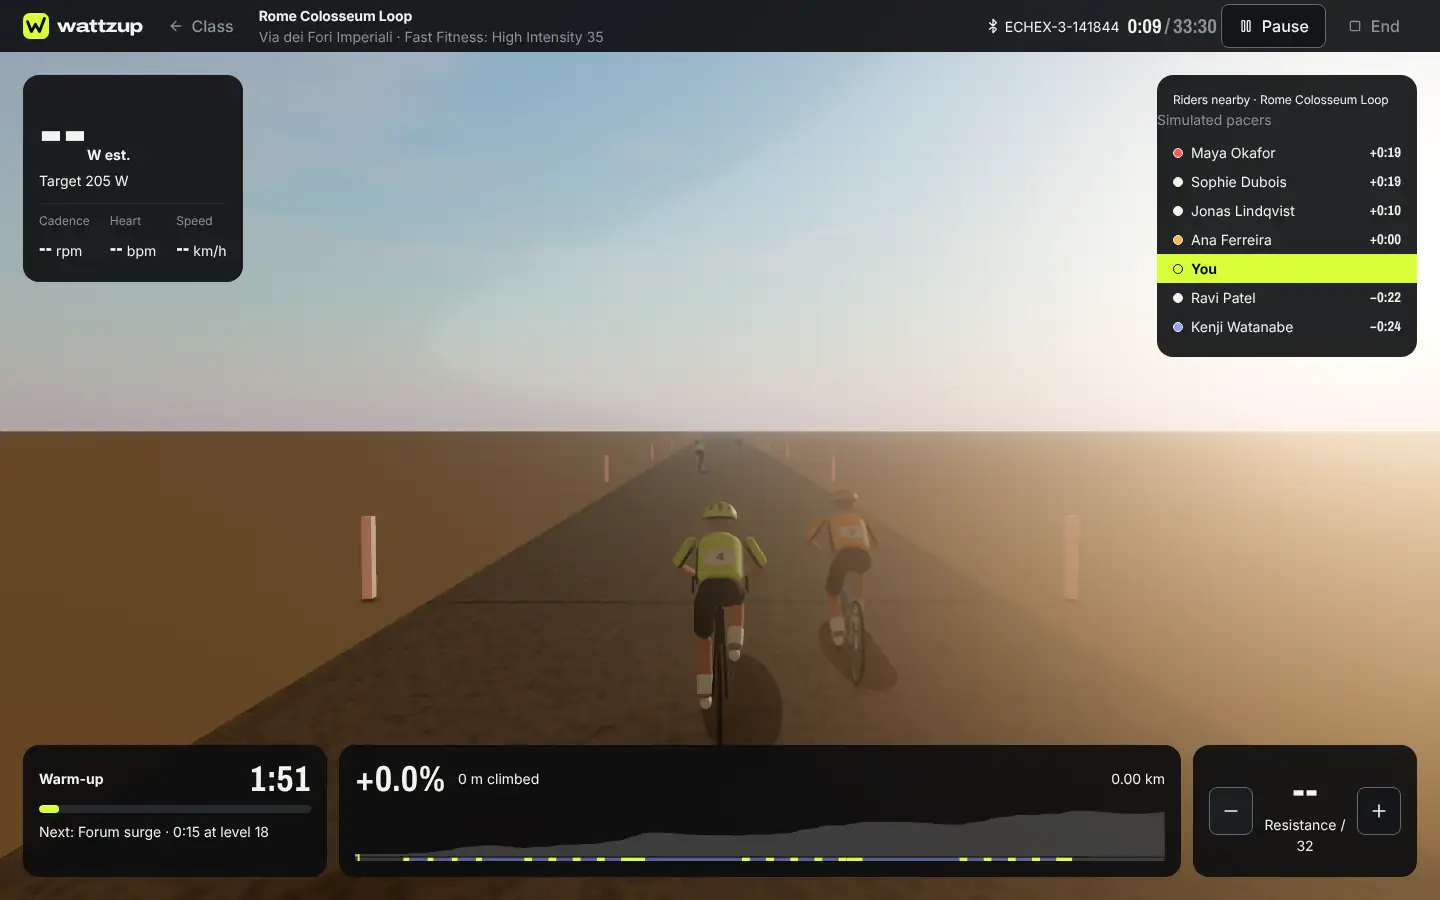 wattzup
← Class
Rome Colosseum Loop
Via dei Fori Imperiali · Fast Fitness: High Intensity 35
ECHEX-3-141844 0:09 / 33:30
Pause
End
--
W est.
Target 205 W
Cadence Heart Speed
-- rpm -- bpm -- km/h
Riders nearby · Rome Colosseum Loop
Simulated pacers
Maya Okafor +0:19
Sophie Dubois +0:19
Jonas Lindqvist +0:10
Ana Ferreira +0:00
You
Ravi Patel −0:22
Kenji Watanabe −0:24
4
Warm-up 1:51
Next: Forum surge · 0:15 at level 18
+0.0% 0 m climbed 0.00 km
−
--
Resistance /
32
+